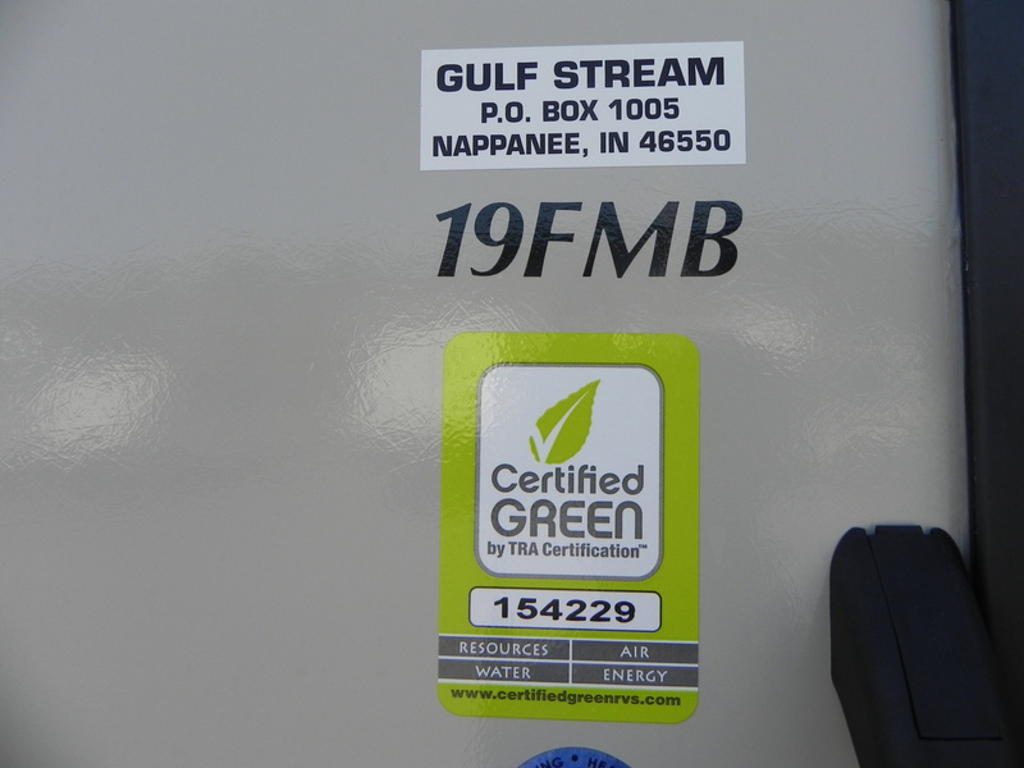 GULF STREAM
P.O. BOX 1005
NAPPANEE, IN 46550
19FMB
Certified
GREEN
by TRA Certification™
154229
RESOURCES AIR
WATER ENERGY
www.certifiedgreenrvs.com